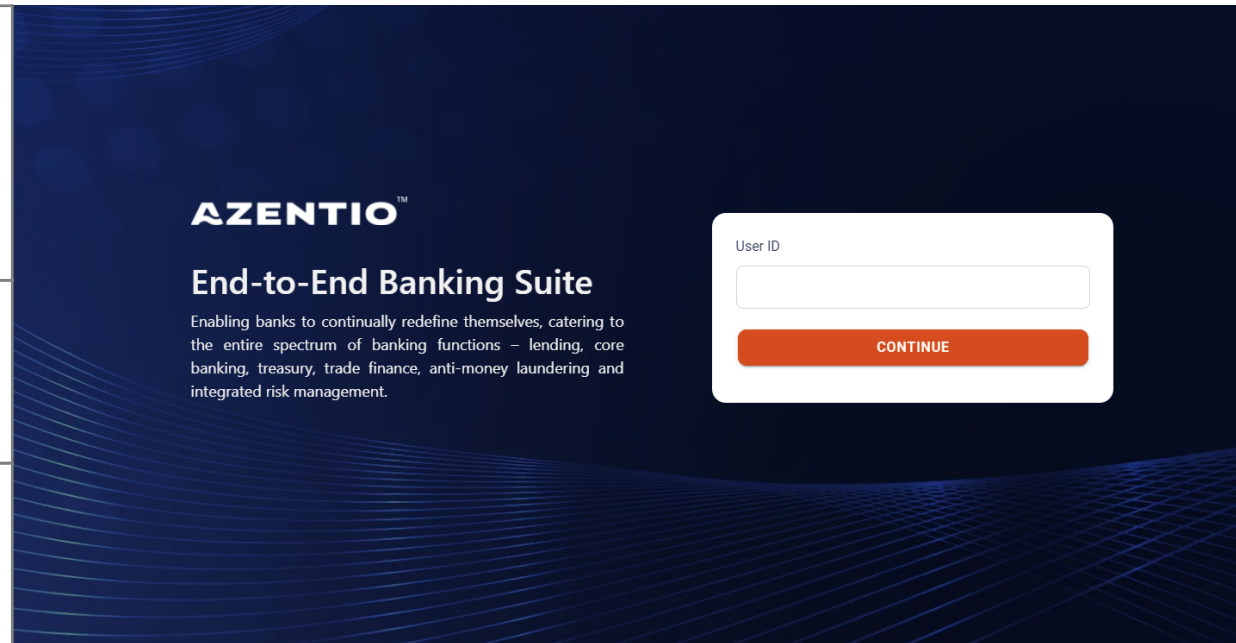 AZENTIO™
End-to-End Banking Suite
Enabling banks to continually redefine themselves, catering to
the entire spectrum of banking functions – lending, core
banking, treasury, trade finance, anti-money laundering and
integrated risk management.
User ID
CONTINUE